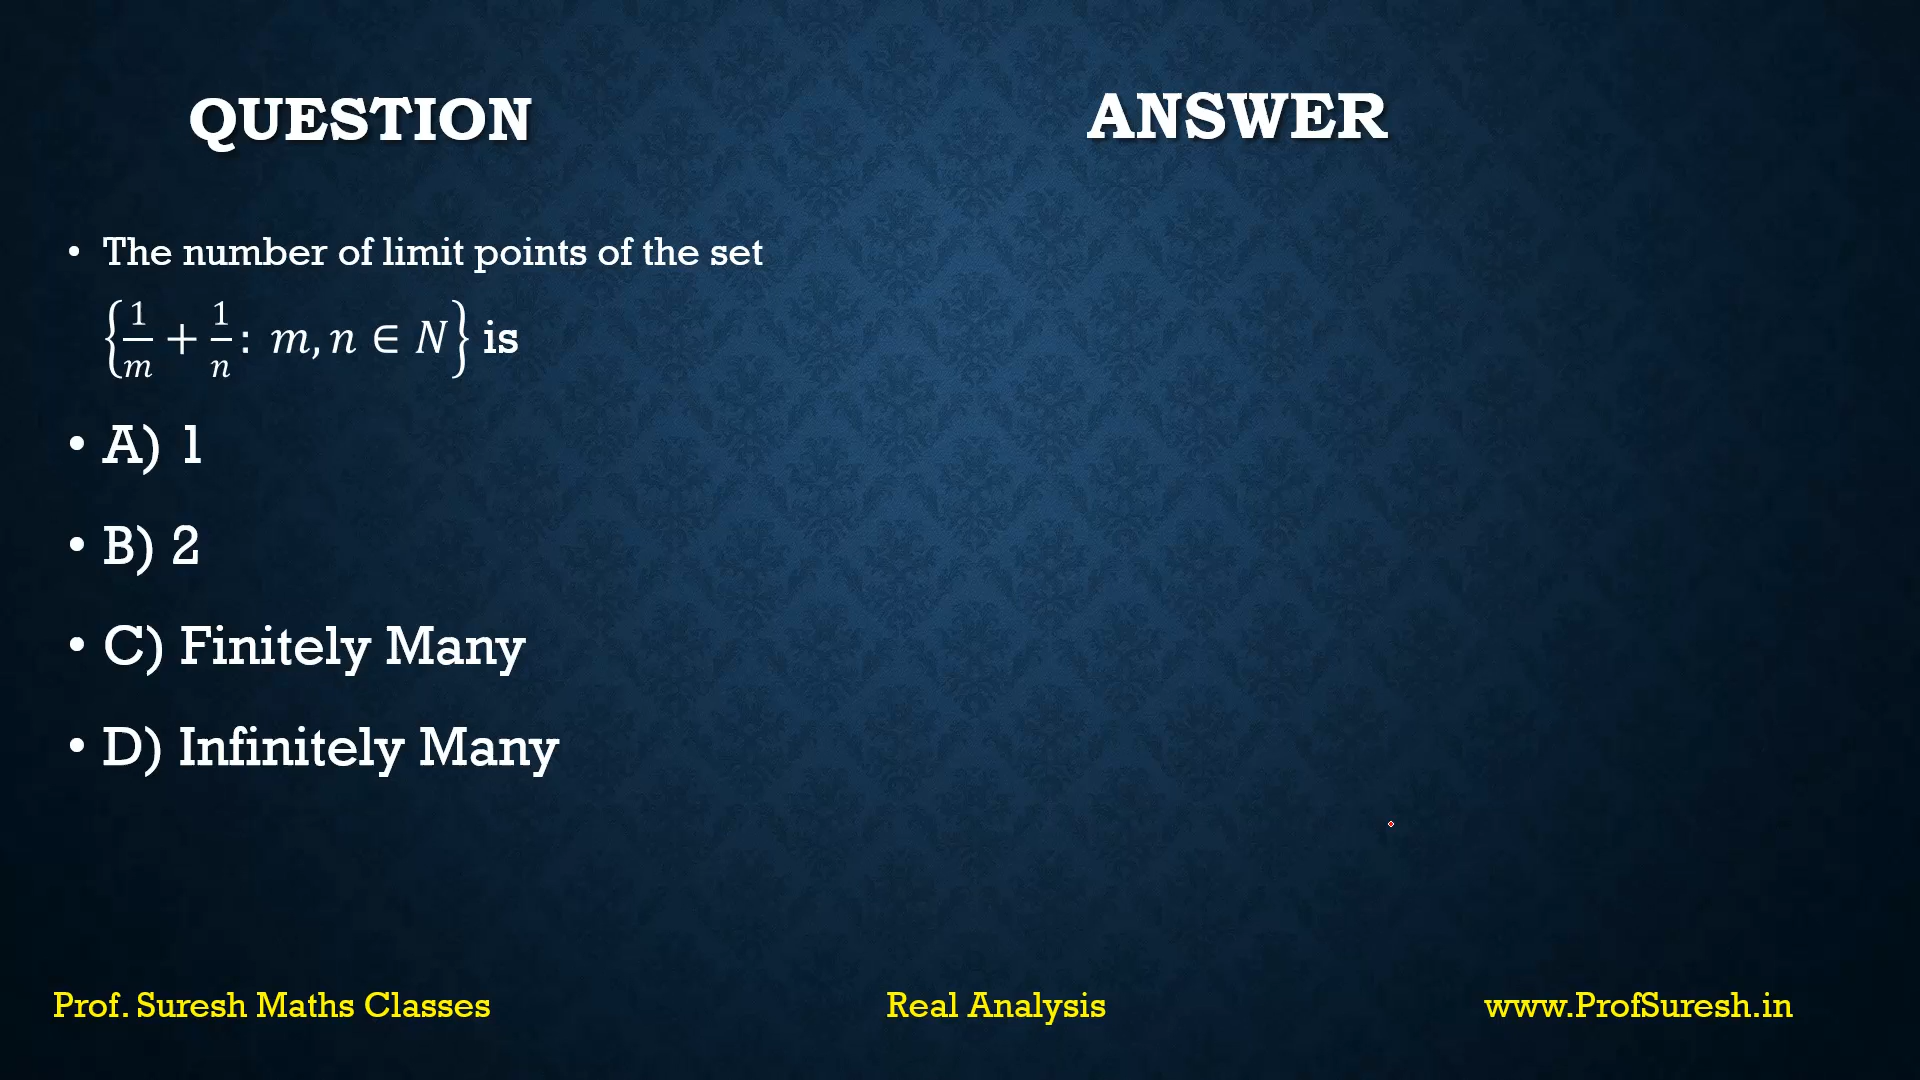 QUESTION
ANSWER
• The number of limit points of the set
{1/m + 1/n : m, n ∈ N} is
• A) 1
• B) 2
• C) Finitely Many
• D) Infinitely Many
Prof. Suresh Maths Classes
Real Analysis
www.ProfSuresh.in